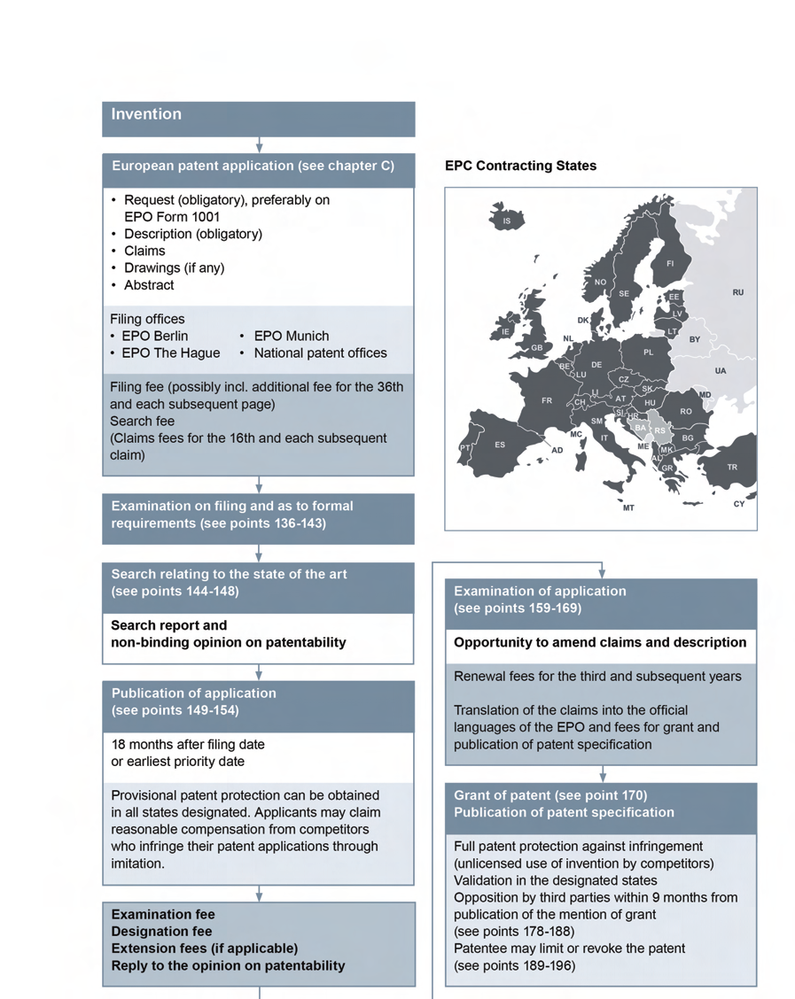 Invention
European patent application (see chapter C)
• Request (obligatory), preferably on
EPO Form 1001
• Description (obligatory)
• Claims
• Drawings (if any)
• Abstract
Filing offices
• EPO Berlin
• EPO Munich
• EPO The Hague
• National patent offices
Filing fee (possibly incl. additional fee for the 36th
and each subsequent page)
Search fee
(Claims fees for the 16th and each subsequent
claim)
Examination on filing and as to formal
requirements (see points 136-143)
Search relating to the state of the art
(see points 144-148)
Search report and
non-binding opinion on patentability
Publication of application
(see points 149-154)
18 months after filing date
or earliest priority date
Provisional patent protection can be obtained
in all states designated. Applicants may claim
reasonable compensation from competitors
who infringe their patent applications through
imitation.
Examination fee
Designation fee
Extension fees (if applicable)
Reply to the opinion on patentability
EPC Contracting States
IS
FI
NO
SE
RU
EE
LV
DK
LT
IE
NL
BY
GB
PL
BE
DE
LU
UA
CZ
SK
MD
LI
AT
FR
CH
HU
RO
SI
HR
SM
BA
RS
MC
IT
BG
ES
PT
AD
ME
MK
AL
GR
TR
MT
CY
Examination of application
(see points 159-169)
Opportunity to amend claims and description
Renewal fees for the third and subsequent years
Translation of the claims into the official
languages of the EPO and fees for grant and
publication of patent specification
Grant of patent (see point 170)
Publication of patent specification
Full patent protection against infringement
(unlicensed use of invention by competitors)
Validation in the designated states
Opposition by third parties within 9 months from
publication of the mention of grant
(see points 178-188)
Patentee may limit or revoke the patent
(see points 189-196)